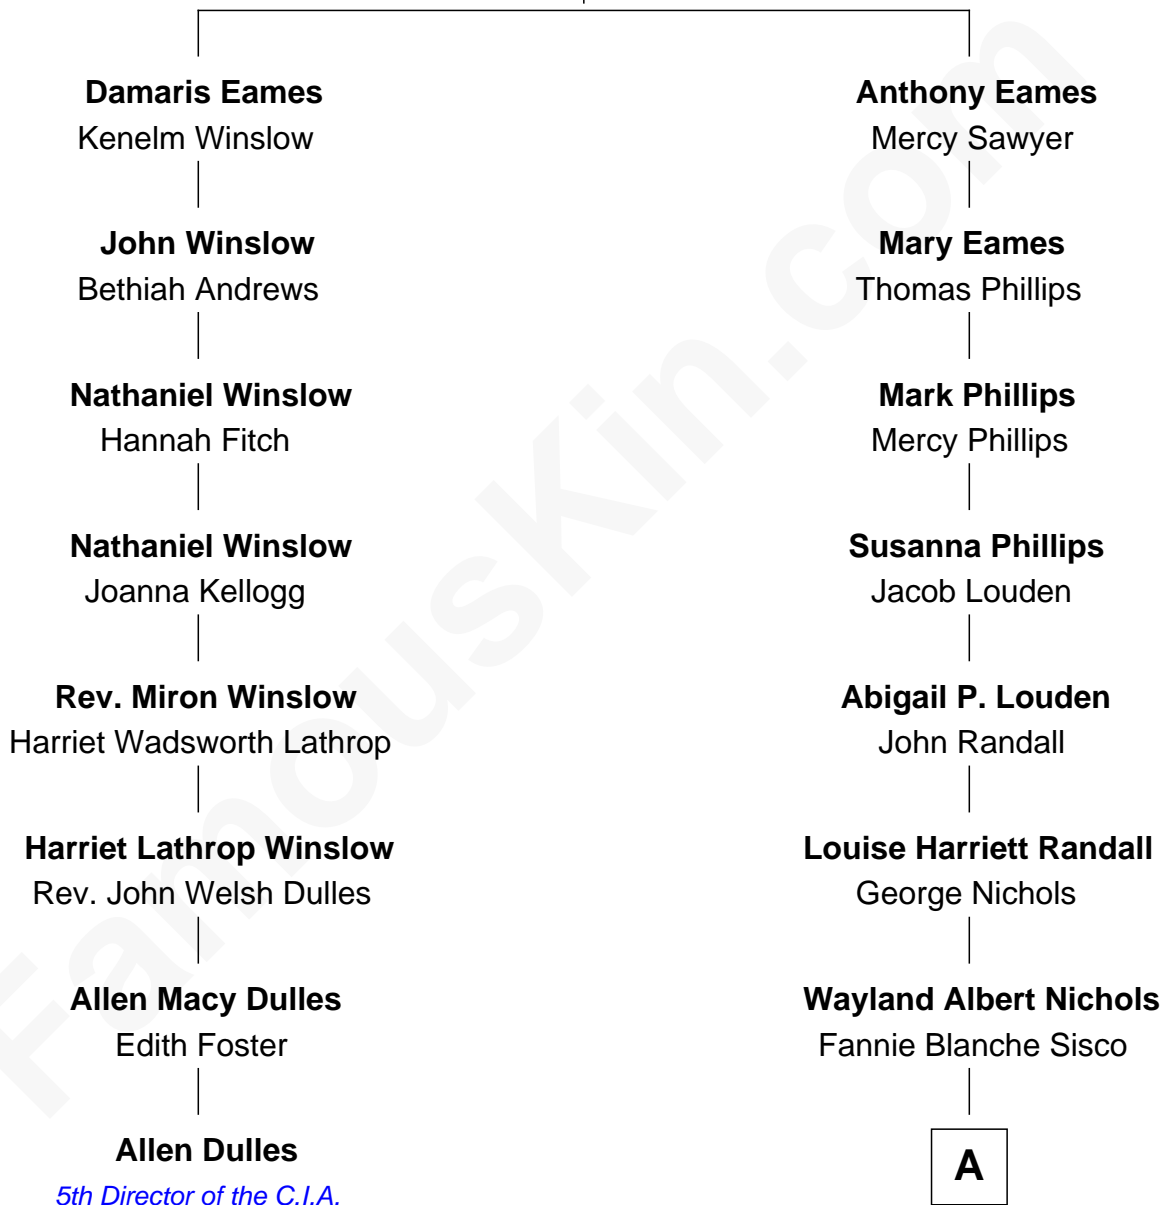 Damaris Eames
Kenelm Winslow
John Winslow
Bethiah Andrews
Nathaniel Winslow
Hannah Fitch
Nathaniel Winslow
Joanna Kellogg
Rev. Miron Winslow
Harriet Wadsworth Lathrop
Harriet Lathrop Winslow
Rev. John Welsh Dulles
Allen Macy Dulles
Edith Foster
Allen Dulles
5th Director of the C.I.A.
Anthony Eames
Mercy Sawyer
Mary Eames
Thomas Phillips
Mark Phillips
Mercy Phillips
Susanna Phillips
Jacob Louden
Abigail P. Louden
John Randall
Louise Harriett Randall
George Nichols
Wayland Albert Nichols
Fannie Blanche Sisco
A
FamousKin.com